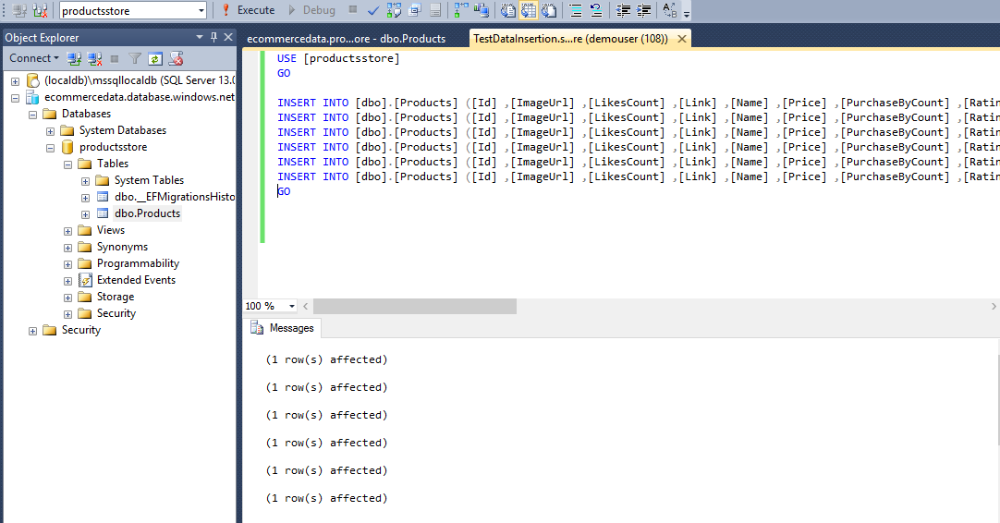 productsstore
Execute
Debug
Object Explorer
Connect
(localdb)\mssqllocaldb (SQL Server 13.0
ecommercedata.database.windows.net
Databases
System Databases
productsstore
Tables
System Tables
dbo.__EFMigrationsHisto
dbo.Products
Views
Synonyms
Programmability
Extended Events
Storage
Security
Security
ecommercedata.pro...ore - dbo.Products
TestDataInsertion.s...re (demouser (108))
USE [productsstore]
GO
INSERT INTO [dbo].[Products] ([Id] ,[ImageUrl] ,[LikesCount] ,[Link] ,[Name] ,[Price] ,[PurchaseByCount] ,[Ratin
INSERT INTO [dbo].[Products] ([Id] ,[ImageUrl] ,[LikesCount] ,[Link] ,[Name] ,[Price] ,[PurchaseByCount] ,[Ratin
INSERT INTO [dbo].[Products] ([Id] ,[ImageUrl] ,[LikesCount] ,[Link] ,[Name] ,[Price] ,[PurchaseByCount] ,[Ratin
INSERT INTO [dbo].[Products] ([Id] ,[ImageUrl] ,[LikesCount] ,[Link] ,[Name] ,[Price] ,[PurchaseByCount] ,[Ratin
INSERT INTO [dbo].[Products] ([Id] ,[ImageUrl] ,[LikesCount] ,[Link] ,[Name] ,[Price] ,[PurchaseByCount] ,[Ratin
INSERT INTO [dbo].[Products] ([Id] ,[ImageUrl] ,[LikesCount] ,[Link] ,[Name] ,[Price] ,[PurchaseByCount] ,[Ratin
GO
100 %
Messages
(1 row(s) affected)
(1 row(s) affected)
(1 row(s) affected)
(1 row(s) affected)
(1 row(s) affected)
(1 row(s) affected)